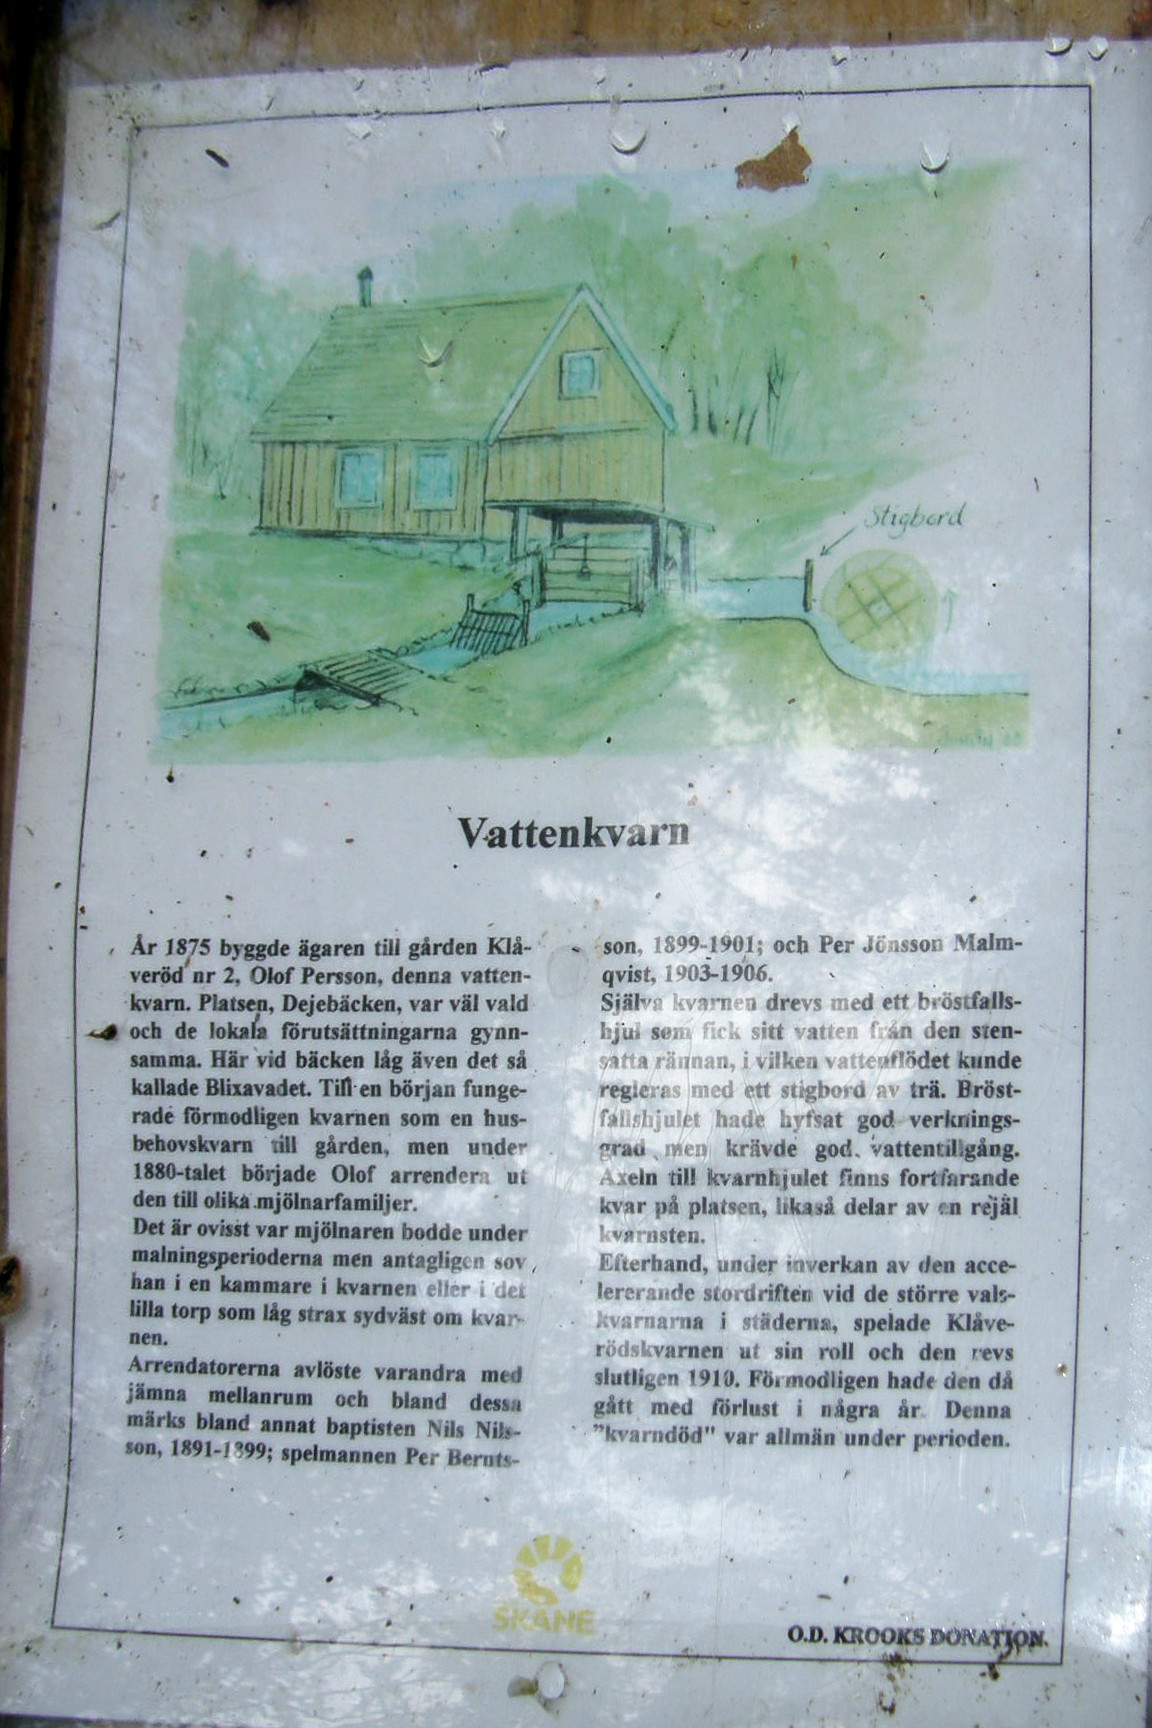 Stigbord
Vattenkvarn
År 1875 byggde ägaren till gården Klå-
veröd nr 2, Olof Persson, denna vatten-
kvarn. Platsen, Dejebäcken, var väl vald
och de lokala förutsättningarna gynn-
samma. Här vid bäcken låg även det så
kallade Blixavadet. Till en början funge-
rade förmodligen kvarnen som en hus-
behovskvarn till gården, men under
1880-talet började Olof arrendera ut
den till olika mjölnarfamiljer.
Det är ovisst var mjölnaren bodde under
malningsperioderna men antagligen sov
han i en kammare i kvarnen eller i det
lilla torp som låg strax sydväst om kvar-
nen.
Arrendatorerna avlöste varandra med
jämna mellanrum och bland dessa
märks bland annat baptisten Nils Nils-
son, 1891-1899; spelmannen Per Bernts-
son, 1899-1901; och Per Jönsson Malm-
qvist, 1903-1906.
Själva kvarnen drevs med ett bröstfalls-
hjul som fick sitt vatten från den sten-
satta rännan, i vilken vattenflödet kunde
regleras med ett stigbord av trä. Bröst-
fallshjulet hade hyfsat god verknings-
grad men krävde god vattentillgång.
Axeln till kvarnhjulet finns fortfarande
kvar på platsen, likaså delar av en rejäl
kvarnsten.
Efterhand, under inverkan av den acce-
lererande stordriften vid de större vals-
kvarnarna i städerna, spelade Klåve-
rödskvarnen ut sin roll och den revs
slutligen 1910. Förmodligen hade den då
gått med förlust i några år. Denna
"kvarndöd" var allmän under perioden.
SKÅNE
O.D. KROOKS DONATION.